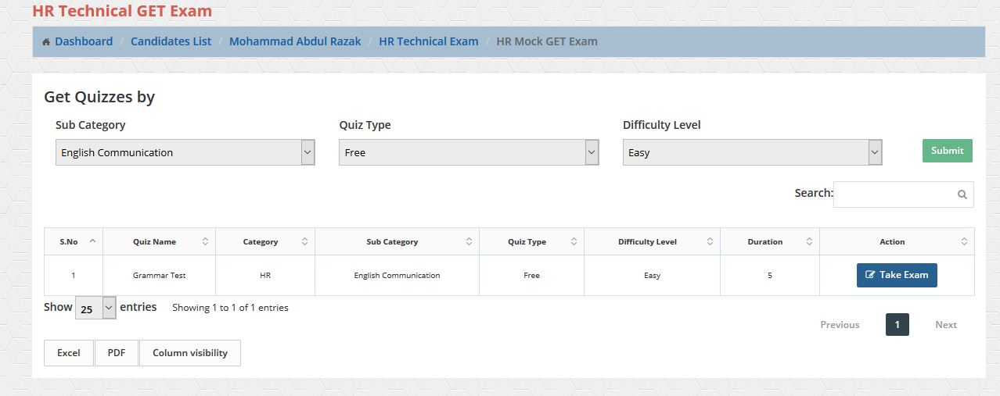 HR Technical GET Exam
Dashboard / Candidates List / Mohammad Abdul Razak / HR Technical Exam / HR Mock GET Exam
Get Quizzes by
Sub Category Quiz Type Difficulty Level
English Communication Free Easy Submit
Search:
S.No Quiz Name Category Sub Category Quiz Type Difficulty Level Duration Action
1 Grammar Test HR English Communication Free Easy 5 Take Exam
Show 25 entries Showing 1 to 1 of 1 entries
Previous 1 Next
Excel PDF Column visibility